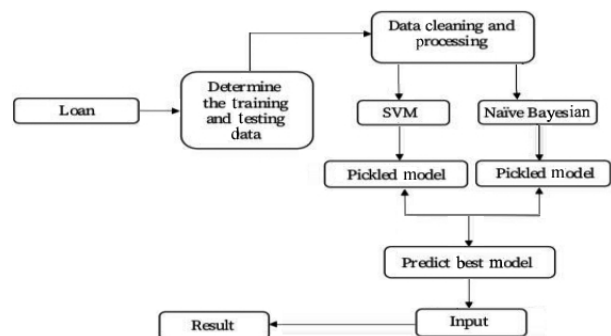 Data cleaning and
processing
Loan
Determine
the training
and testing
data
SVM
Naïve Bayesian
Pickled model
Pickled model
Predict best model
Input
Result